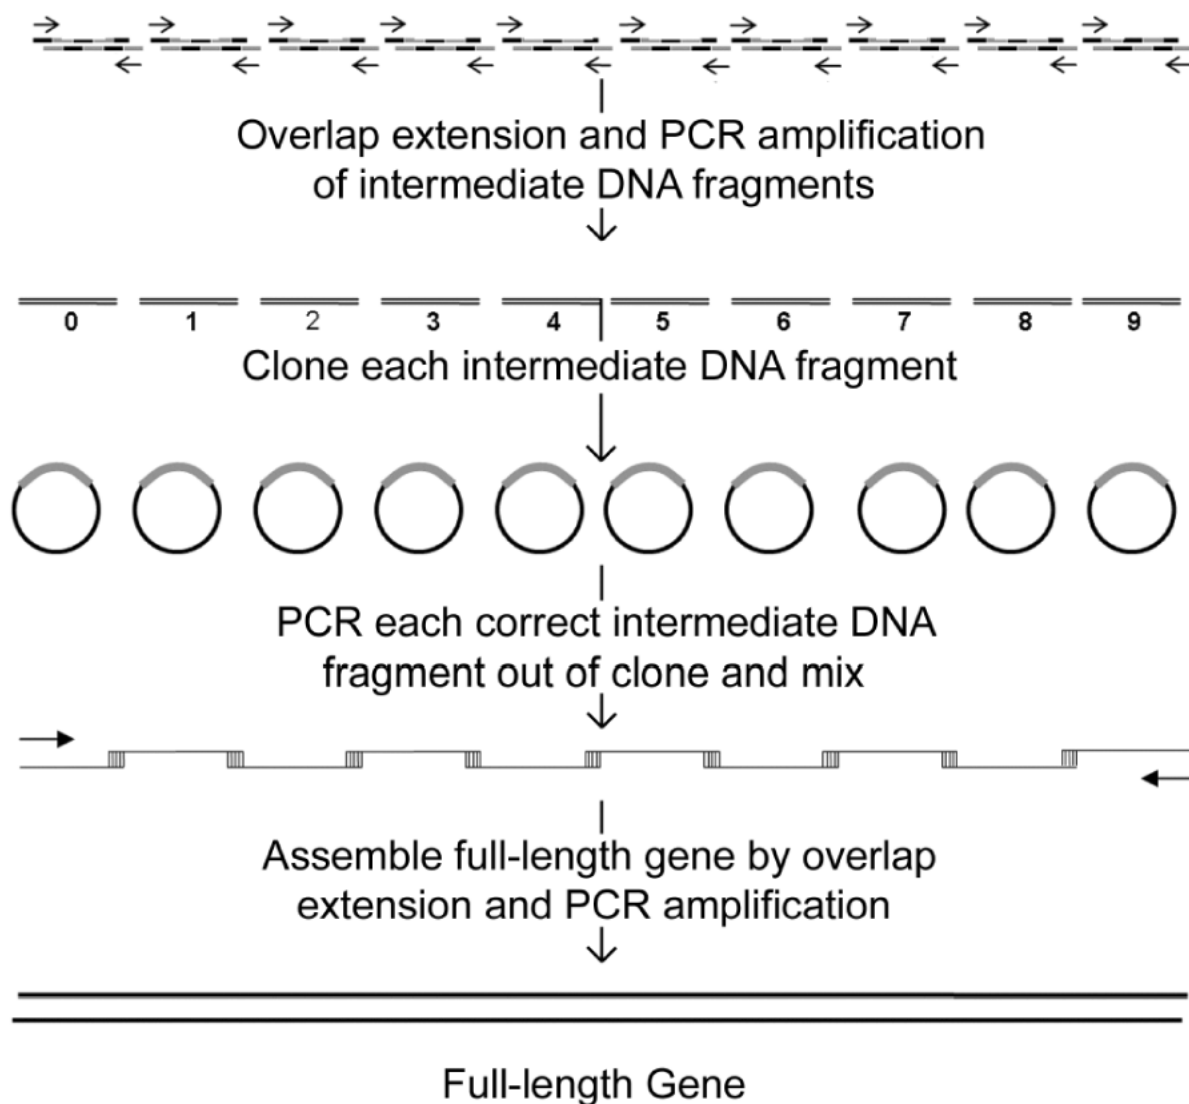 Overlap extension and PCR amplification
of intermediate DNA fragments
0 1 2 3 4 5 6 7 8 9
Clone each intermediate DNA fragment
PCR each correct intermediate DNA
fragment out of clone and mix
Assemble full-length gene by overlap
extension and PCR amplification
Full-length Gene